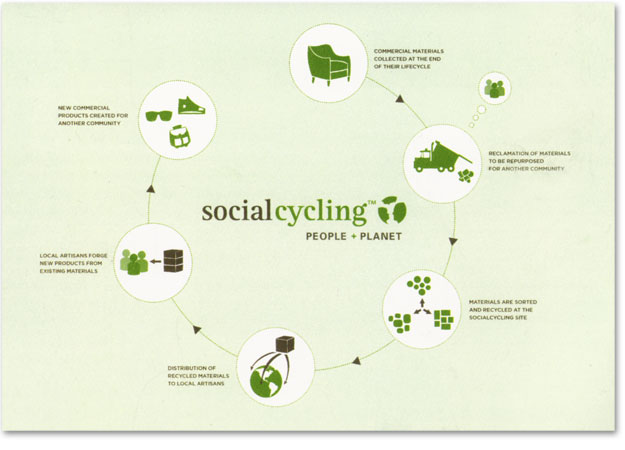 COMMERCIAL MATERIALS
COLLECTED AT THE END
OF THEIR LIFECYCLE
NEW COMMERCIAL
PRODUCTS CREATED FOR
ANOTHER COMMUNITY
RECLAMATION OF MATERIALS
TO BE REPURPOSED
FOR ANOTHER COMMUNITY
socialcycling™
PEOPLE + PLANET
LOCAL ARTISANS FORGE
NEW PRODUCTS FROM
EXISTING MATERIALS
MATERIALS ARE SORTED
AND RECYCLED AT THE
SOCIALCYCLING SITE
DISTRIBUTION OF
RECYCLED MATERIALS
TO LOCAL ARTISANS